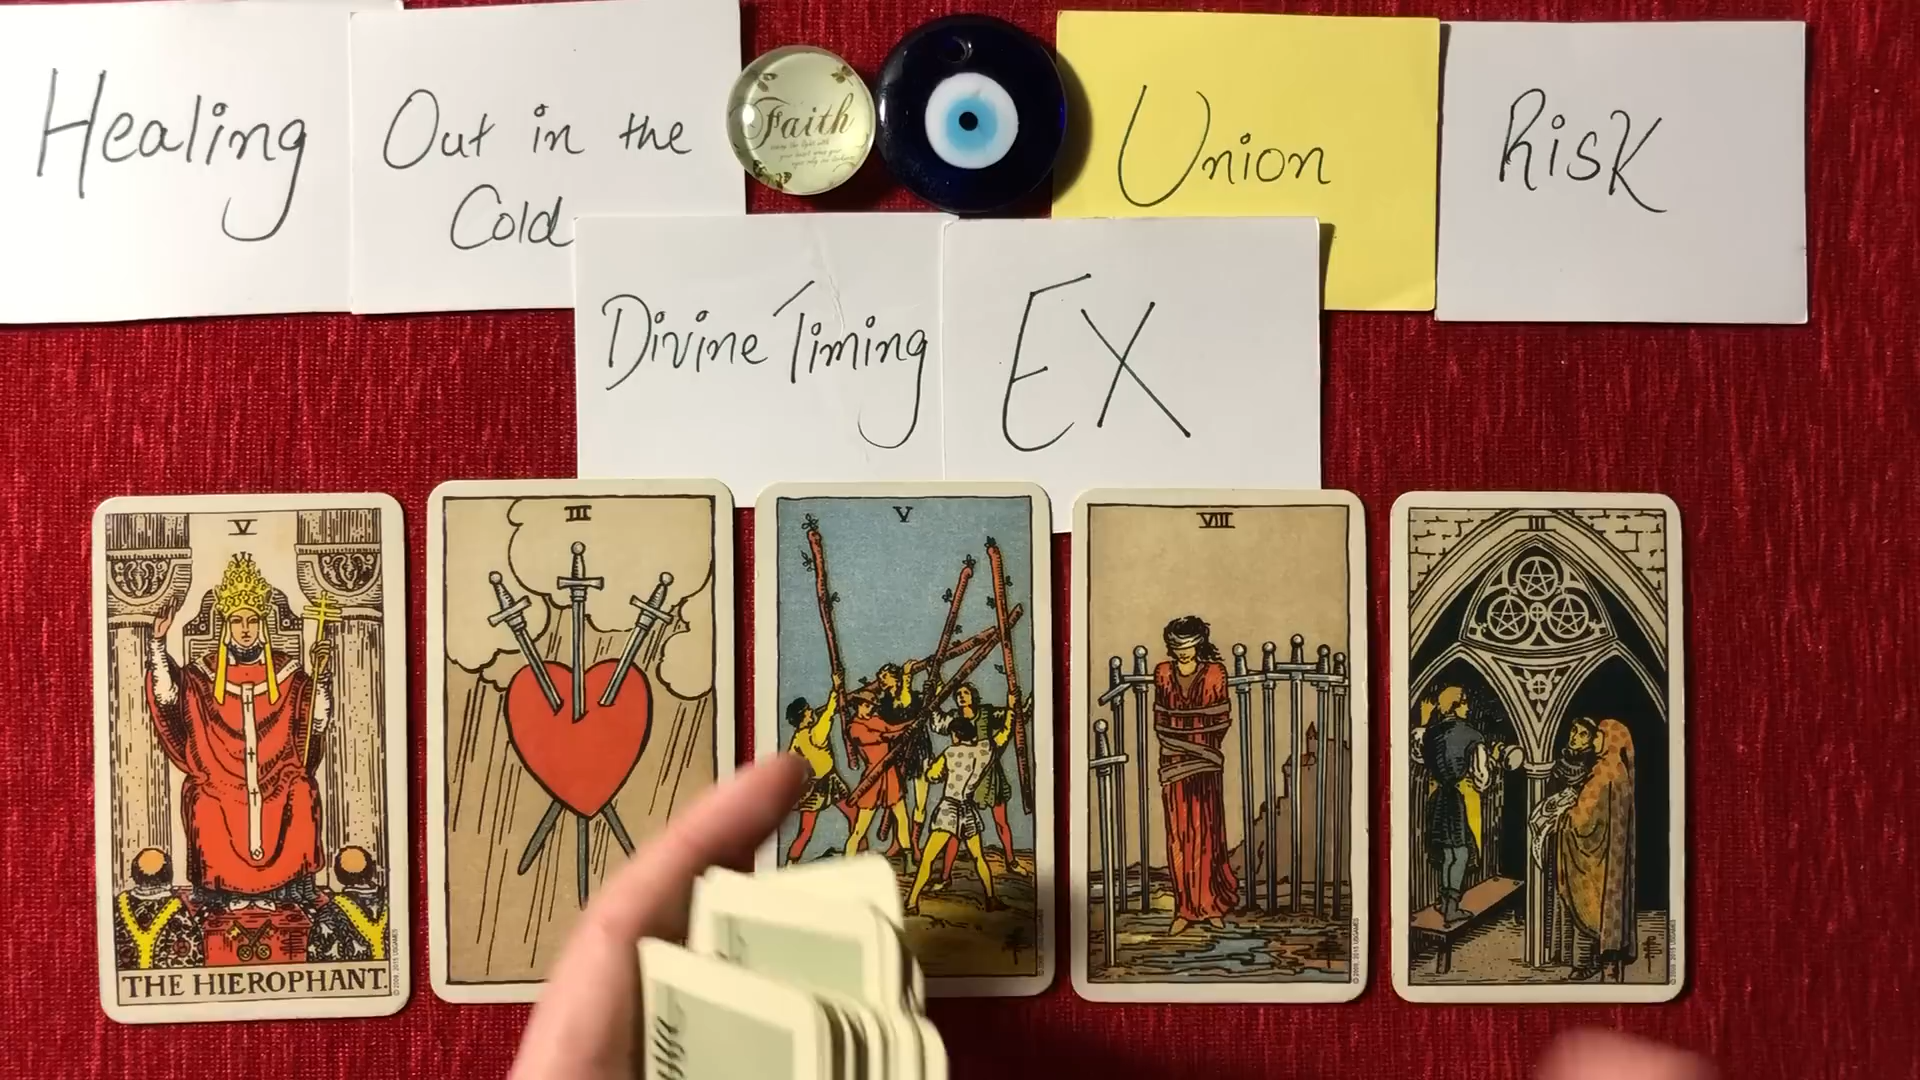 Healing
Out in the
Cold
Faith
Union
Risk
Divine Timing
EX
V
III
V
VIII
III
THE HIEROPHANT.